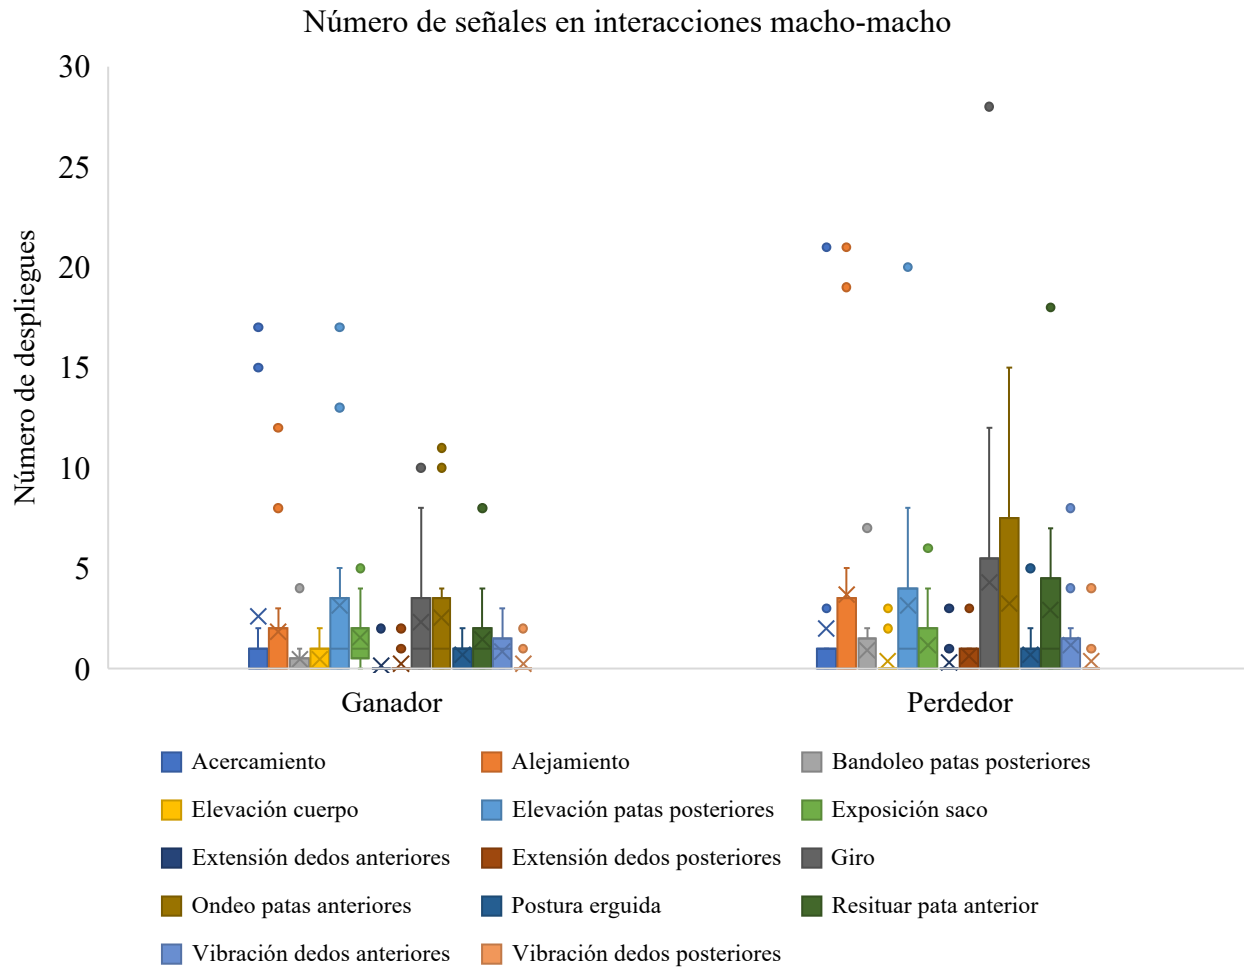 Número de señales en interacciones macho-macho
30
25
20
15
10
5
0
Número de despliegues
Ganador
Perdedor
Acercamiento
Alejamiento
Bandoleo patas posteriores
Elevación cuerpo
Elevación patas posteriores
Exposición saco
Extensión dedos anteriores
Extensión dedos posteriores
Giro
Ondeo patas anteriores
Postura erguida
Resituar pata anterior
Vibración dedos anteriores
Vibración dedos posteriores